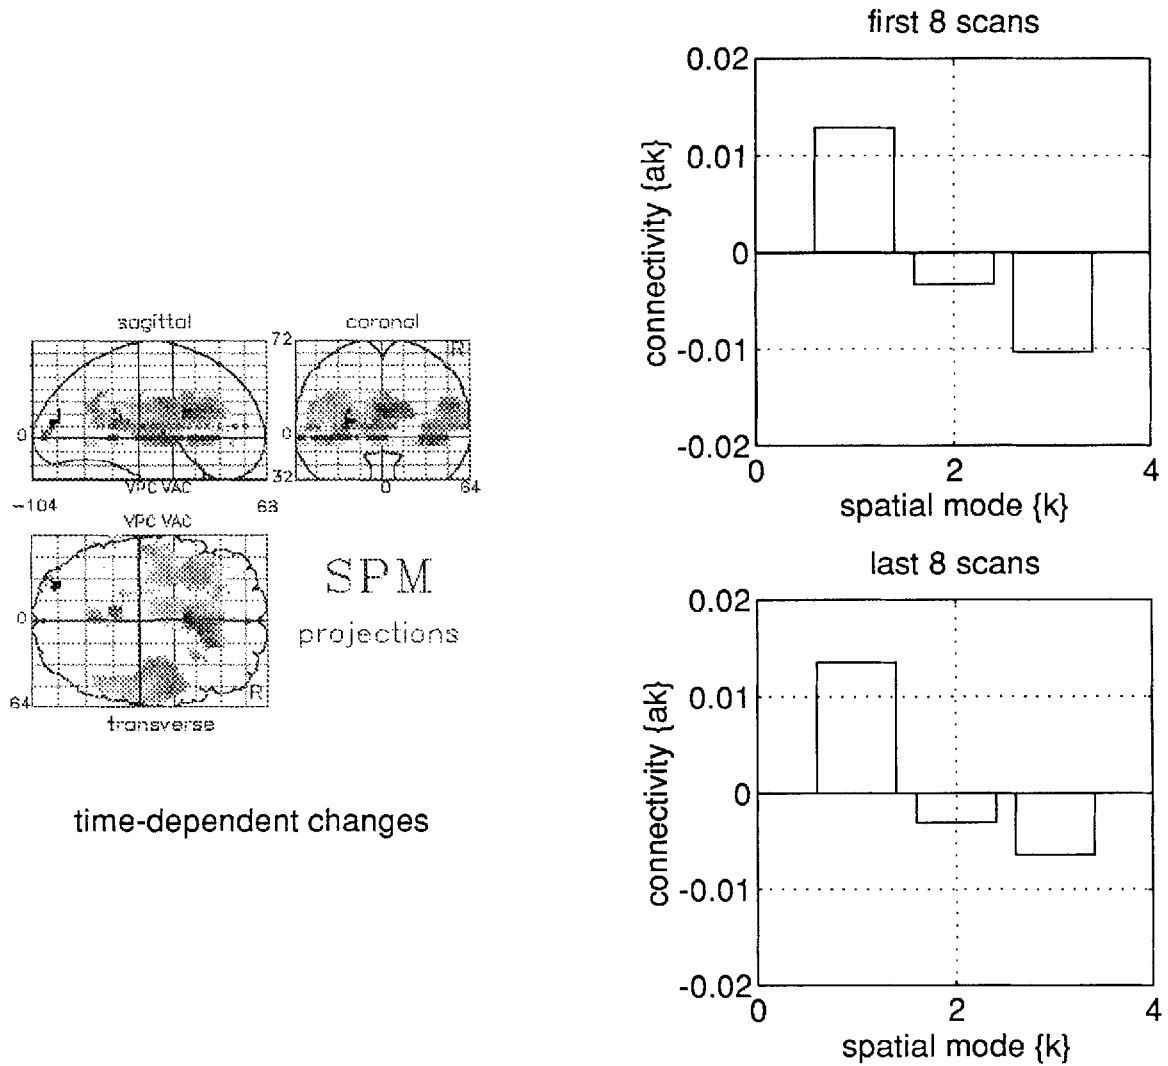 sagittal
coronal
72
R
0
0
32
VPC VAC
0
64
-104
68
VPC VAC
0
64
R
transverse
SPM
projections
time-dependent changes
first 8 scans
0.02
0.01
0
-0.01
-0.02
connectivity {ak}
0 2 4
spatial mode {k}
last 8 scans
0.02
0.01
0
-0.01
-0.02
connectivity {ak}
0 2 4
spatial mode {k}